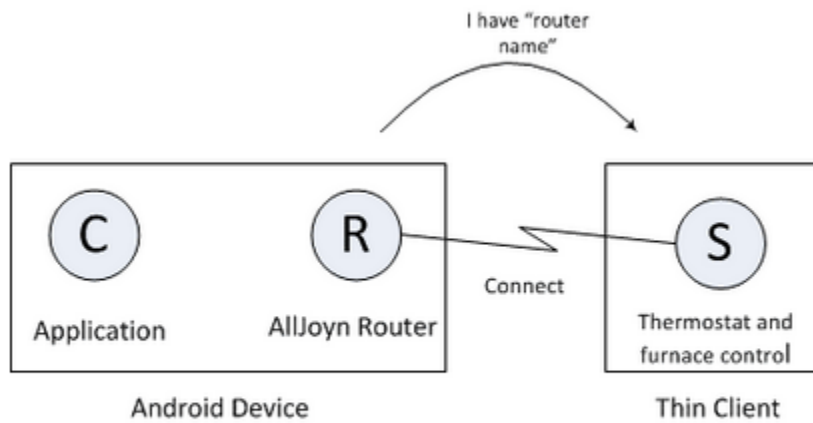 I have “router
name”
C
R
S
Connect
Application
AllJoyn Router
Thermostat and
furnace control
Android Device
Thin Client